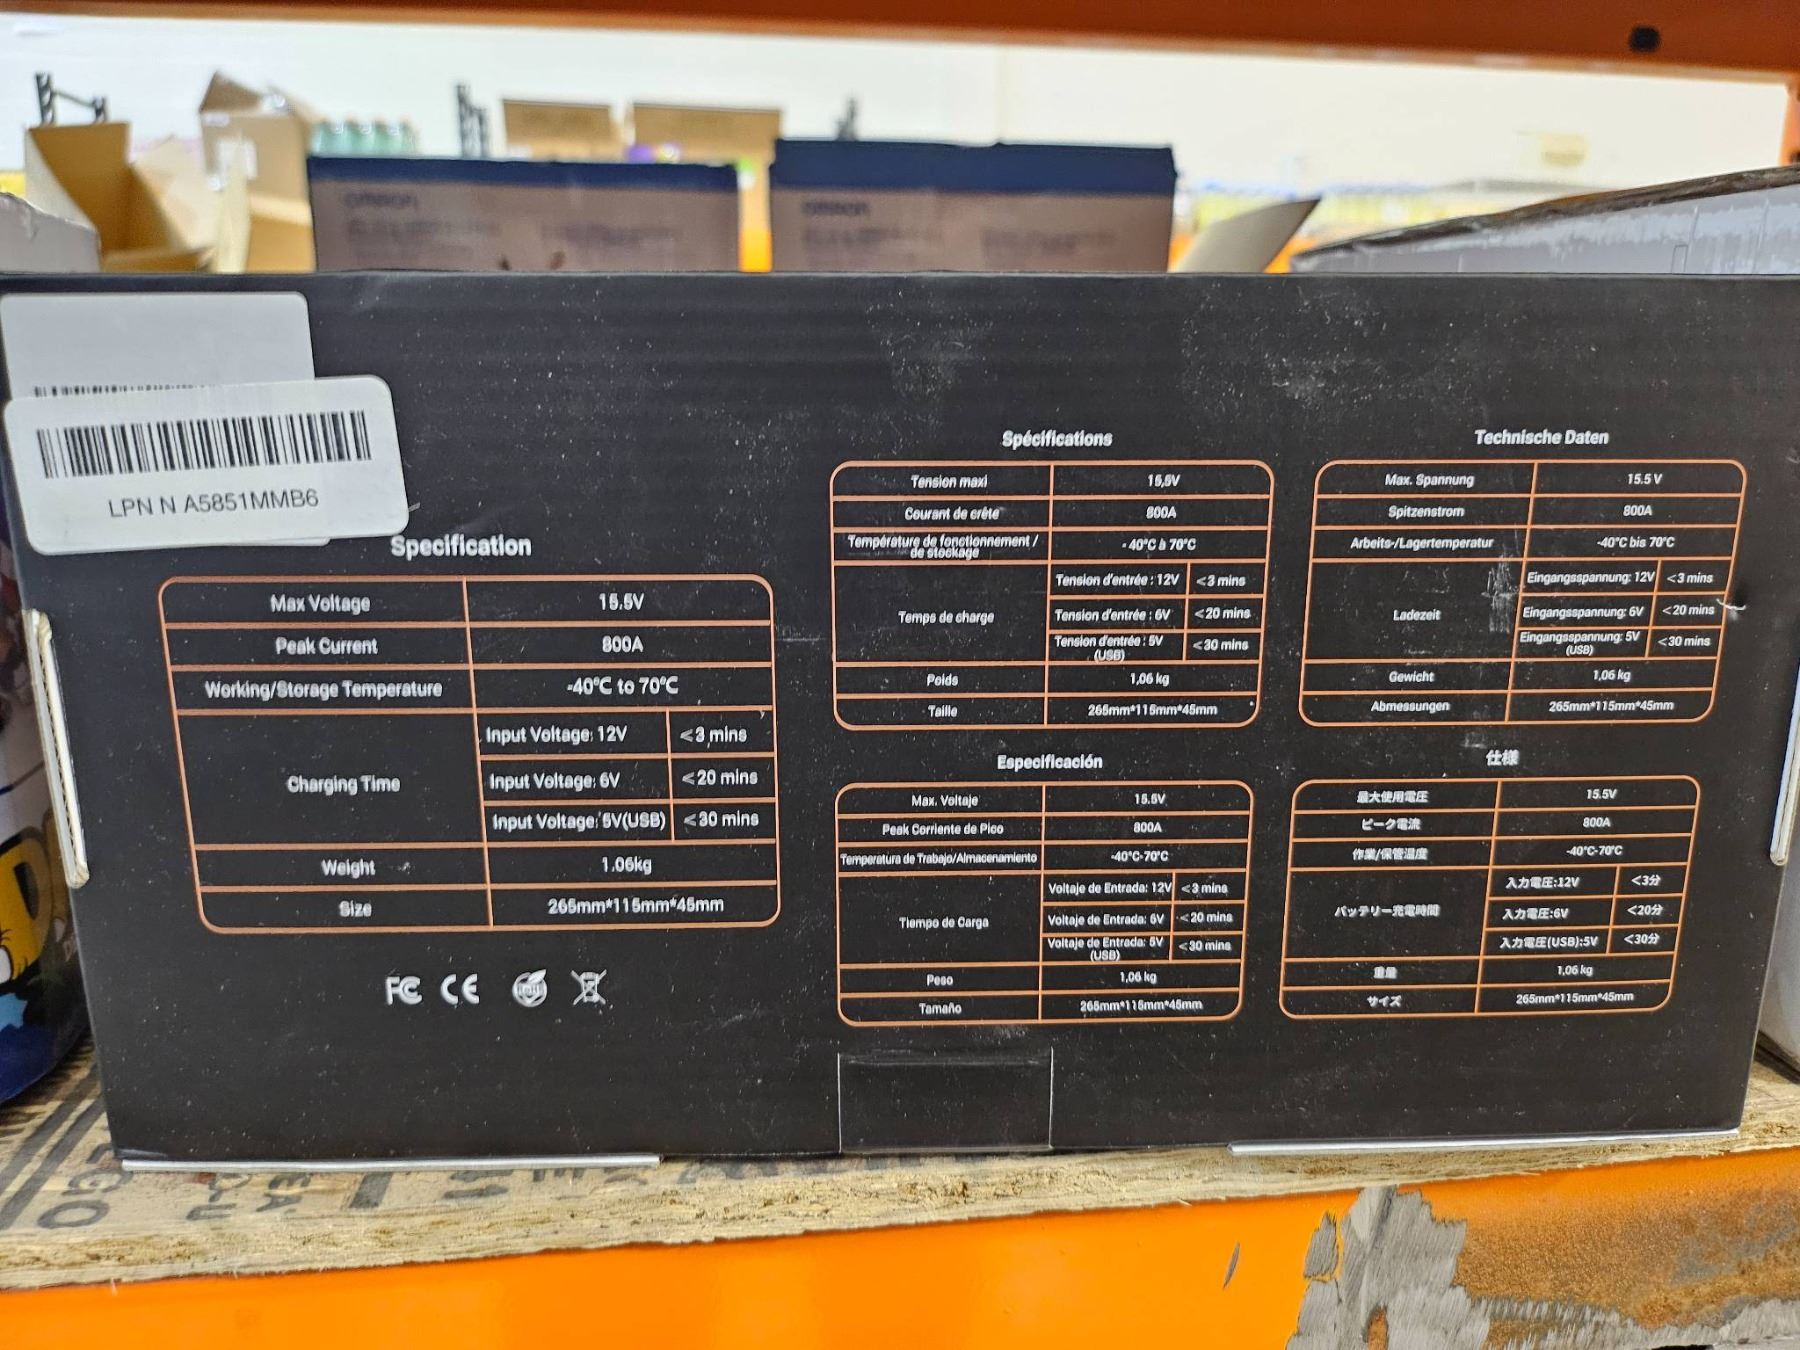 OMRON
OMRON
LPN N A5851MMB6
Specification
Max Voltage 15.5V
Peak Current 800A
Working/Storage Temperature -40°C to 70°C
Charging Time
Input Voltage: 12V <3 mins
Input Voltage: 6V <20 mins
Input Voltage: 5V(USB) <30 mins
Weight 1.06kg
Size 265mm*115mm*45mm
FC CE RoHS
Spécifications
Tension maxi 15,5V
Courant de crête 800A
Température de fonctionnement /
de stockage
- 40°C à 70°C
Temps de charge
Tension d'entrée : 12V <3 mins
Tension d'entrée : 6V <20 mins
Tension d'entrée : 5V
(USB)
<30 mins
Poids 1,06 kg
Taille 265mm*115mm*45mm
Technische Daten
Max. Spannung 15.5 V
Spitzenstrom 800A
Arbeits-/Lagertemperatur -40°C bis 70°C
Ladezeit
Eingangsspannung: 12V <3 mins
Eingangsspannung: 6V <20 mins
Eingangsspannung: 5V
(USB)
<30 mins
Gewicht 1,06 kg
Abmessungen 265mm*115mm*45mm
Especificación
Max. Voltaje 15.5V
Peak Corriente de Pico 800A
Temperatura de Trabajo/Almacenamiento -40°C-70°C
Tiempo de Carga
Voltaje de Entrada: 12V <3 mins
Voltaje de Entrada: 6V <20 mins
Voltaje de Entrada: 5V
(USB)
<30 mins
Peso 1,06 kg
Tamaño 265mm*115mm*45mm
仕様
最大使用電圧 15.5V
ピーク電流 800A
作業/保管温度 -40°C-70°C
バッテリー充電時間
入力電圧:12V <3分
入力電圧:6V <20分
入力電圧(USB):5V <30分
重量 1,06 kg
サイズ 265mm*115mm*45mm